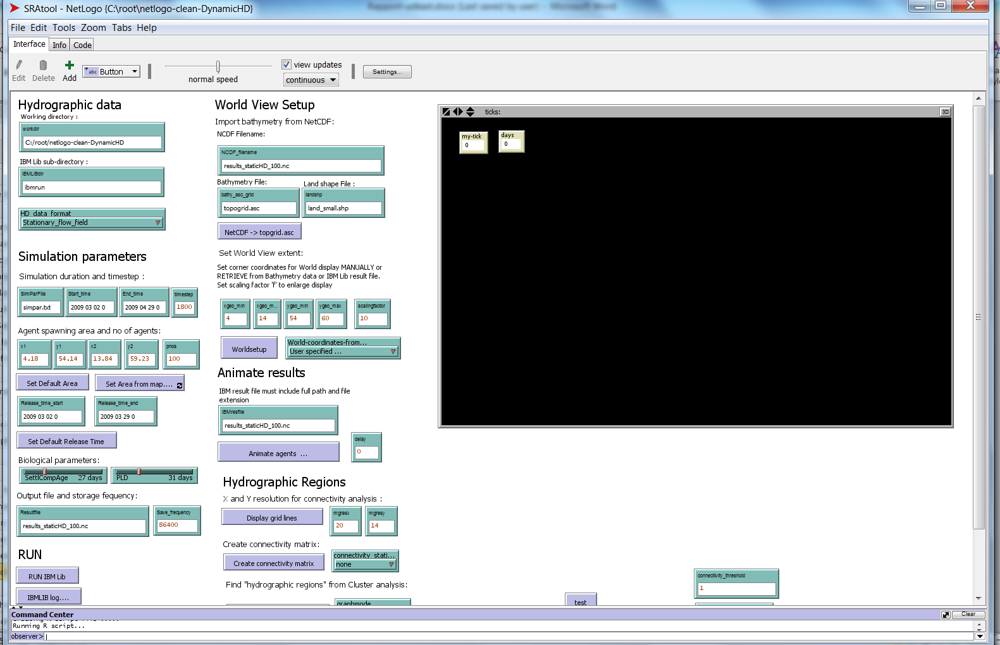 SRAtool - NetLogo {C:\root\netlogo-clean-DynamicHD}
File Edit Tools Zoom Tabs Help
Interface Info Code
Edit Delete Add
abc Button
normal speed
view updates
continuous
Settings...
Hydrographic data
Working directory :
workdir
C:/root/netlogo-clean-DynamicHD
IBM Lib sub-directory :
IBMLIBdir
ibmrun
HD data format
Stationary_flow_field
Simulation parameters
Simulation duration and timestep :
SimParFile Start_time End_time timestep
simpar.txt 2009 03 02 0 2009 04 29 0 1800
Agent spawning area and no of agents:
x1 y1 x2 y2 pnos
4.18 54.14 13.84 59.23 100
Set Default Area Set Area from map....
Release_time_start Release_time_end
2009 03 02 0 2009 03 29 0
Set Default Release Time
Biological parameters:
SettlCompAge 27 days PLD 31 days
Output file and storage fequency:
Resultfile Save_frequency
results_staticHD_100.nc 86400
RUN
RUN IBM Lib
IBMLIB log....
World View Setup
Import bathymetry from NetCDF:
NCDF Filename:
NCDF_filename
results_staticHD_100.nc
Bathymetry File: Land shape File :
bathy_asc_grid landshp
topogrid.asc land_small.shp
NetCDF -> topgrid.asc
Set World View extent:
Set corner coordinates for World display MANUALLY or
RETRIEVE from Bathymetry data or IBM Lib result file.
Set scaling factor 'f' to enlarge display
xgeo_min xgeo_m... ygeo_min ygeo_max scalingfactor
4 14 54 60 10
Worldsetup
World-coordinates-from...
User specified ...
Animate results
IBM result file must include full path and file
extension
IBMresfile
results_staticHD_100.nc
delay
0
Animate agents ...
Hydrographic Regions
X and Y resolution for connectivity analysis :
Display grid lines
mgresx mgresy
20 14
Create connectivity matrix:
Create connectivity matrix
connectivity_stati...
none
Find "hydrographic regions" from Cluster analysis:
graphmode
ticks:
3D
my-tick days
0 0
connectivity_threshold
1
test
Command Center
Clear
Running R script...
observer>